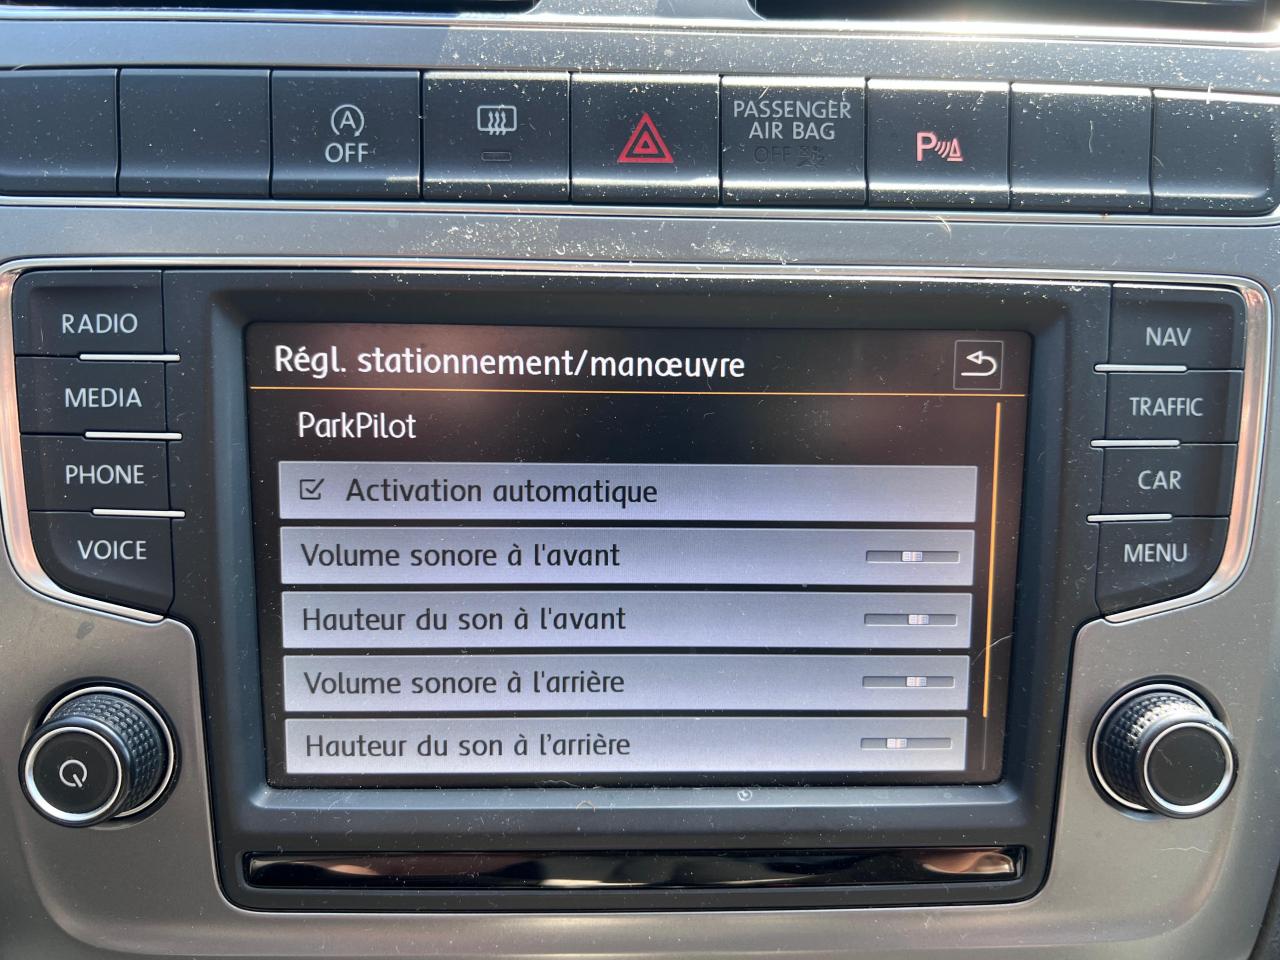 A
OFF
PASSENGER
AIR BAG
OFF
P
RADIO
MEDIA
PHONE
VOICE
NAV
TRAFFIC
CAR
MENU
Régl. stationnement/manœuvre
ParkPilot
Activation automatique
Volume sonore à l'avant
Hauteur du son à l'avant
Volume sonore à l'arrière
Hauteur du son à l'arrière